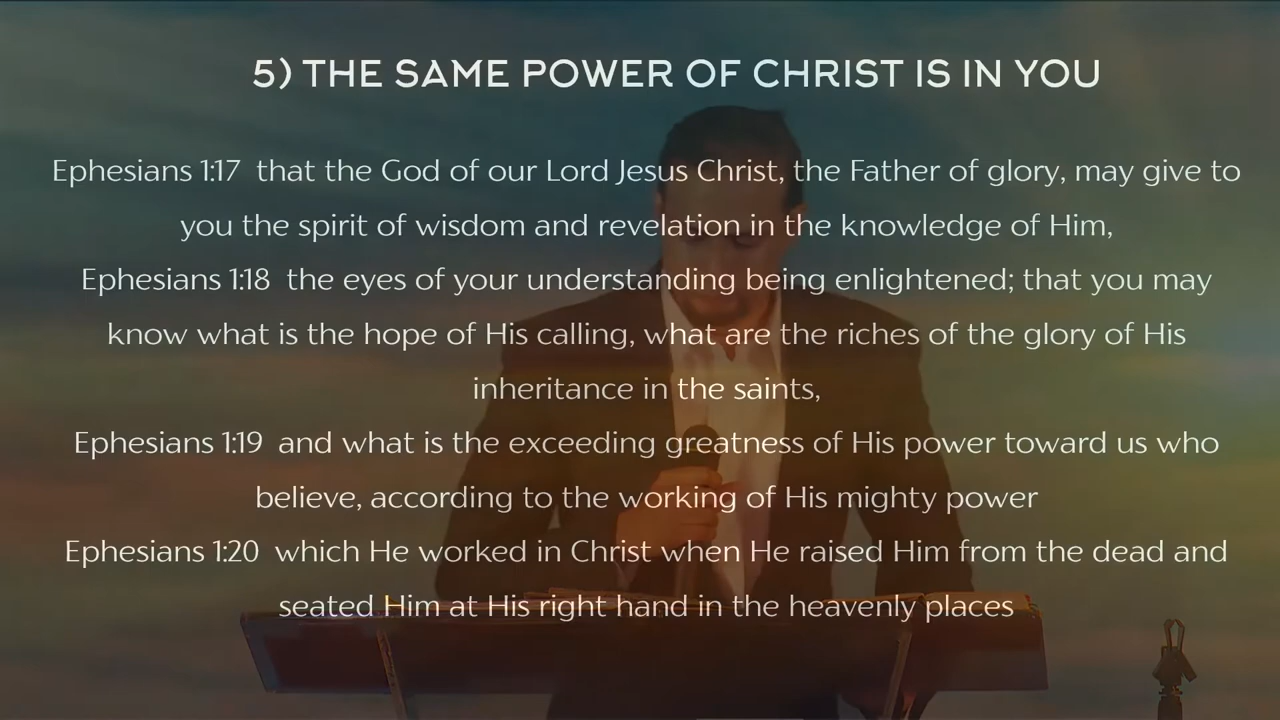 5) THE SAME POWER OF CHRIST IS IN YOU
Ephesians 1:17 that the God of our Lord Jesus Christ, the Father of glory, may give to
you the spirit of wisdom and revelation in the knowledge of Him,
Ephesians 1:18 the eyes of your understanding being enlightened; that you may
know what is the hope of His calling, what are the riches of the glory of His
inheritance in the saints,
Ephesians 1:19 and what is the exceeding greatness of His power toward us who
believe, according to the working of His mighty power
Ephesians 1:20 which He worked in Christ when He raised Him from the dead and
seated Him at His right hand in the heavenly places